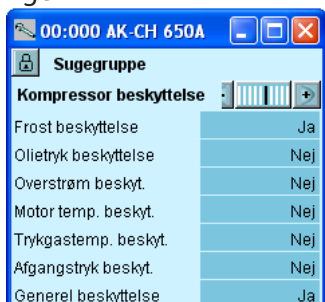 00:000 AK-CH 650A
Sugegruppe
Kompressor beskyttelse
Frost beskyttelse Ja
Olietryk beskyttelse Nej
Overstrøm beskyt. Nej
Motor temp. beskyt. Nej
Trykgastemp. beskyt. Nej
Afgangstryk beskyt. Nej
Generel beskyttelse Ja